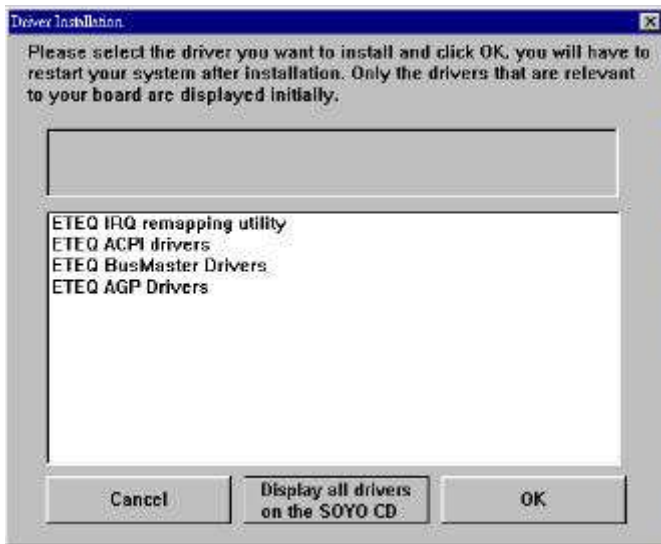 Driver Installation
Please select the driver you want to install and click OK, you will have to
restart your system after installation. Only the drivers that are relevant
to your board are displayed initially.
ETEQ IRQ remapping utility
ETEQ ACPI drivers
ETEQ BusMaster Drivers
ETEQ AGP Drivers
Cancel
Display all drivers
on the SOYO CD
OK